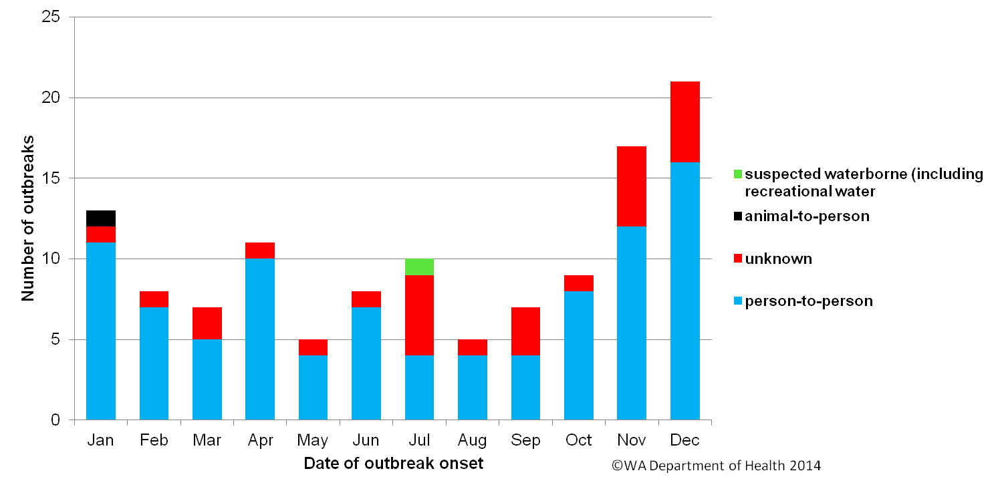 25
20
15
10
5
0
Number of outbreaks
Jan Feb Mar Apr May Jun Jul Aug Sep Oct Nov Dec
Date of outbreak onset
©WA Department of Health 2014
suspected waterborne (including
recreational water
animal-to-person
unknown
person-to-person